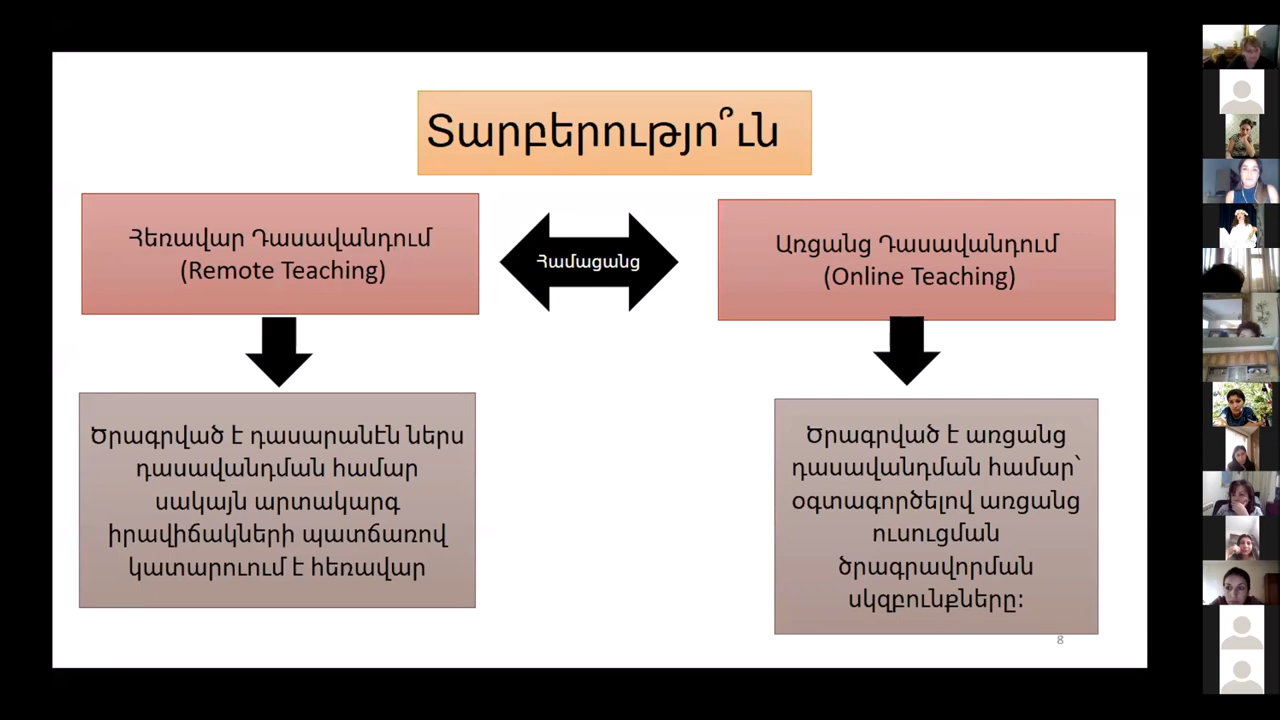 Տարբերությո՞ւն
Հեռավար Դասավանդում
(Remote Teaching)
Համացանց
Առցանց Դասավանդում
(Online Teaching)
Ծրագրված է դասարանէն ներս
դասավանդման համար
սակայն արտակարգ
իրավիճակների պատճառով
կատարուում է հեռավար
Ծրագրված է առցանց
դասավանդման համար՝
օգտագործելով առցանց
ուսուցման
ծրագրավորման
սկզբունքները:
8